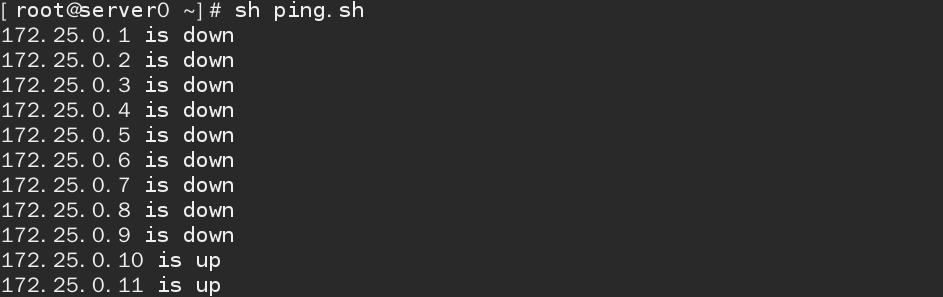 [root@server0 ~]# sh ping.sh
172.25.0.1 is down
172.25.0.2 is down
172.25.0.3 is down
172.25.0.4 is down
172.25.0.5 is down
172.25.0.6 is down
172.25.0.7 is down
172.25.0.8 is down
172.25.0.9 is down
172.25.0.10 is up
172.25.0.11 is up